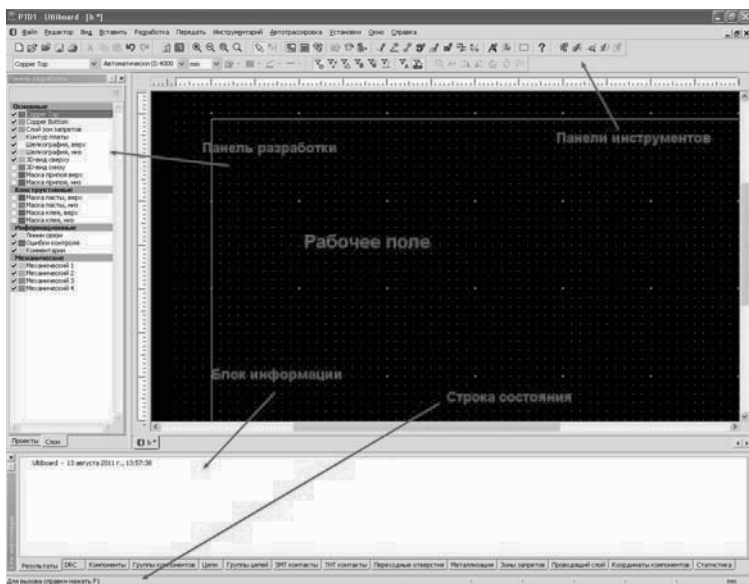 PTD1 - Ultiboard - [b *]
Файл Редактор Вид Вставить Разработка Передать Инструментарий Автотрассировка Установки Окно Справка
Copper Top
Автоматически (0.4000
mm
Панель разработки
Основные
Copper Top
Copper Bottom
Слой зон запретов
Контур платы
Шелкография, верх
Шелкография, низ
3D-вид сверху
3D-вид снизу
Маска припоя верх
Маска припоя, низ
Конструктивные
Маска пасты, верх
Маска пасты, низ
Маска клея, верх
Маска клея, низ
Информационные
Линии связи
Ошибки контроля
Комментарии
Механические
Механический 1
Механический 2
Механический 3
Механический 4
Проекты Слои
Панель разработки
Панели инструментов
Рабочее поле
Блок информации
Строка состояния
b *
Ultiboard - 13 августа 2011 г., 13:57:38
Результаты DRC Компоненты Группы компонентов Цепи Группы цепей SMT контакты THT контакты Переходные отверстия Металлизация Зоны запретов Проводящий слой Координаты компонентов Статистика
Для вызова справки нажать F1
mm